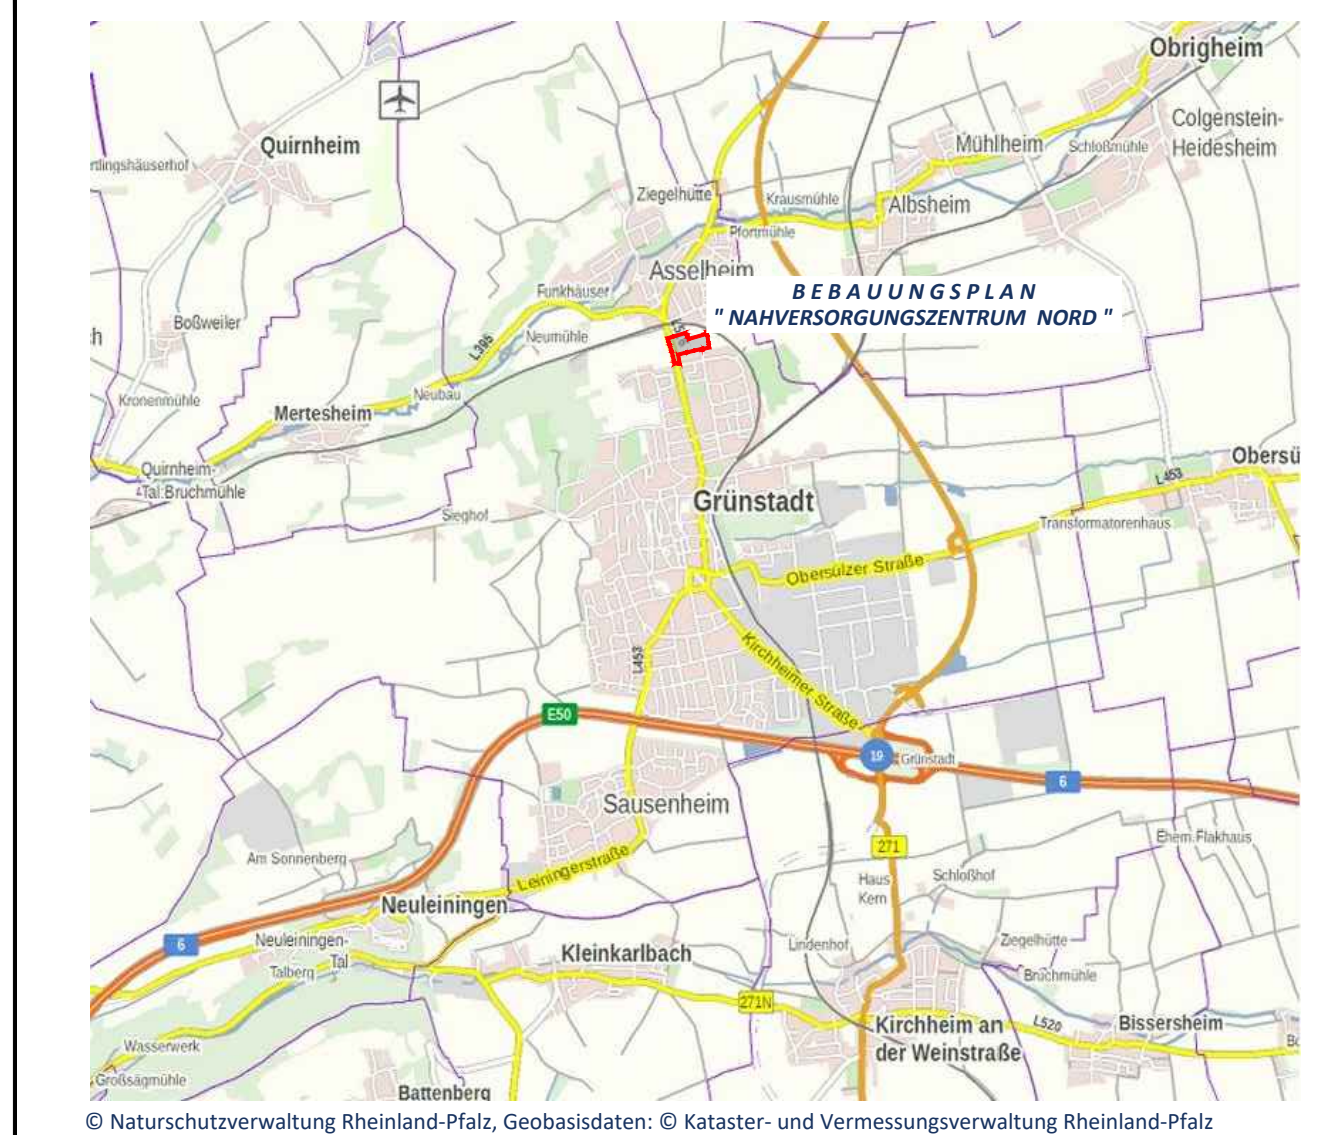 Obrigheim
Colgenstein-
Heidesheim
Mühlheim
Schloßmühle
Quirnheim
Ziegelhütte
Krausmühle
Albsheim
Pfortmühle
Asselheim
Funkhäuser
BEBAUUNGSPLAN
" NAHVERSORGUNGSZENTRUM NORD "
Boßweiler
Neumühle
L395
Kronenmühle
Neubau
Mertesheim
Quirnheim-
Tal:Bruchmühle
Obersü
L453
Grünstadt
Sieghof
Transformatorenhaus
Obersülzer Straße
L453
Kirchheimer Straße
E50
19
Grünstadt
6
Sausenheim
Ehem. Flakhaus
271
Am Sonnenberg
Leiningerstraße
Haus
Kern
Schloßhof
Neuleiningen
6
Neuleiningen-
Tal
Talberg
Kleinkarlbach
Lindenhof
Ziegelhütte
Bruchmühle
271N
Kirchheim an
der Weinstraße
L520
Bissersheim
Wasserwerk
Großsägmühle
Battenberg
© Naturschutzverwaltung Rheinland-Pfalz, Geobasisdaten: © Kataster- und Vermessungsverwaltung Rheinland-Pfalz